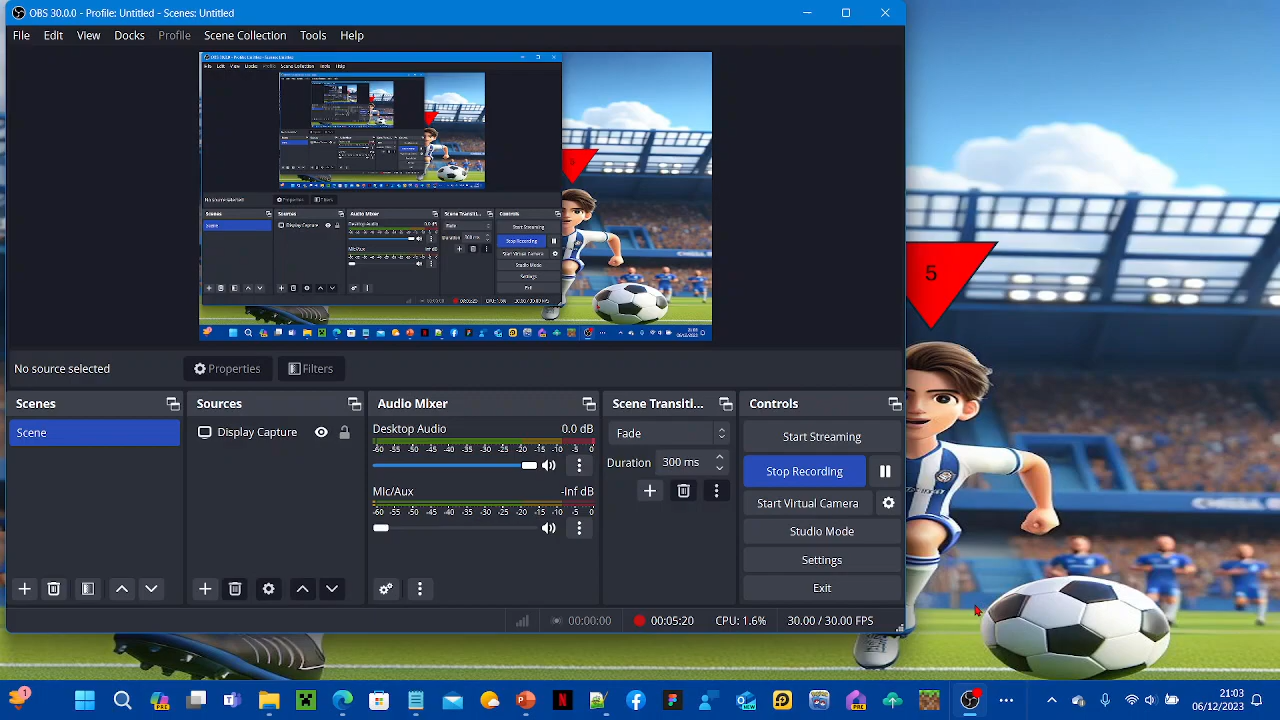 OBS 30.0.0 - Profile: Untitled - Scenes: Untitled
File Edit View Docks Profile Scene Collection Tools Help
No source selected Properties Filters
Scenes Sources Audio Mixer Scene Transiti... Controls
Scene
Display Capture
Desktop Audio 0.0 dB
-60 -55 -50 -45 -40 -35 -30 -25 -20 -15 -10 -5 0
Mic/Aux -Inf dB
-60 -55 -50 -45 -40 -35 -30 -25 -20 -15 -10 -5 0
Fade
Duration 300 ms
Start Streaming
Stop Recording
Start Virtual Camera
Studio Mode
Settings
Exit
00:00:00 00:05:20 CPU: 1.6% 30.00 / 30.00 FPS
5
1
PRE
NEW
PRE
21:03
06/12/2023